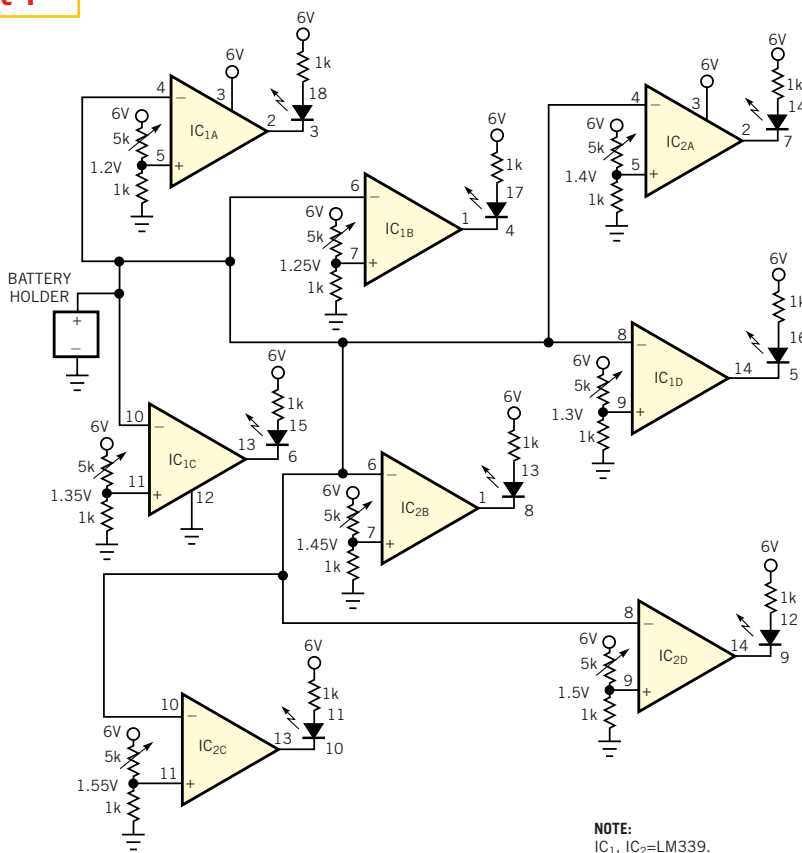 6V
1k
18
3
6V
3
4
−
IC1A
2
6V
5k
5
+
1.2V
1k
6V
1k
17
4
6
−
IC1B
1
6V
5k
7
+
1.25V
1k
6V
1k
14
7
6V
3
4
−
IC2A
2
6V
5k
5
+
1.4V
1k
BATTERY
HOLDER
+
−
6V
1k
16
5
8
−
IC1D
14
6V
5k
9
+
1.3V
1k
6V
1k
15
6
10
−
IC1C
13
6V
5k
11
+
12
1.35V
1k
6V
1k
13
8
6
−
IC2B
1
6V
5k
7
+
1.45V
1k
6V
1k
12
9
8
−
IC2D
14
6V
5k
9
+
1.5V
1k
6V
1k
11
10
10
−
IC2C
13
6V
5k
11
+
1.55V
1k
NOTE:
IC1, IC2=LM339.